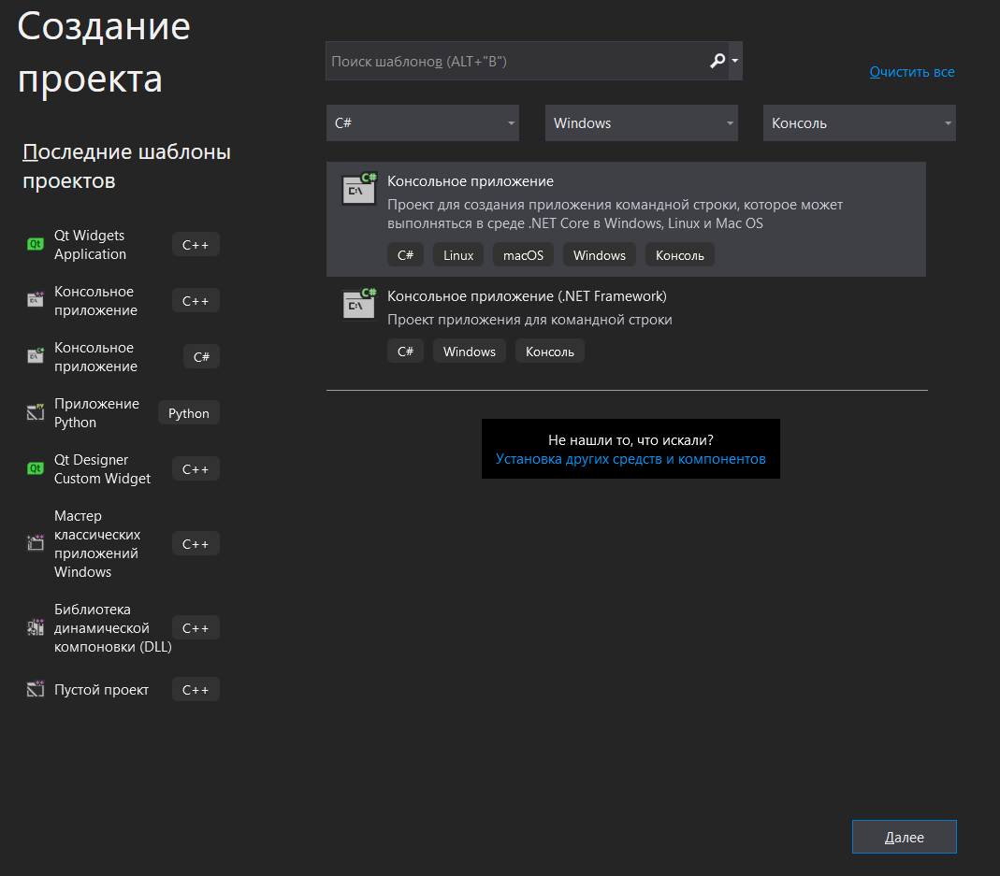 Создание
проекта
Последние шаблоны
проектов
Qt Widgets
Application
C++
Консольное
приложение
C++
Консольное
приложение
C#
Приложение
Python
Python
Qt Designer
Custom Widget
C++
Мастер
классических
приложений
Windows
C++
Библиотека
динамической
компоновки (DLL)
C++
Пустой проект
C++
Поиск шаблонов (ALT+"B")
Очистить все
C#
Windows
Консоль
Консольное приложение
Проект для создания приложения командной строки, которое может
выполняться в среде .NET Core в Windows, Linux и Mac OS
C# Linux macOS Windows Консоль
Консольное приложение (.NET Framework)
Проект приложения для командной строки
C# Windows Консоль
Не нашли то, что искали?
Установка других средств и компонентов
Далее